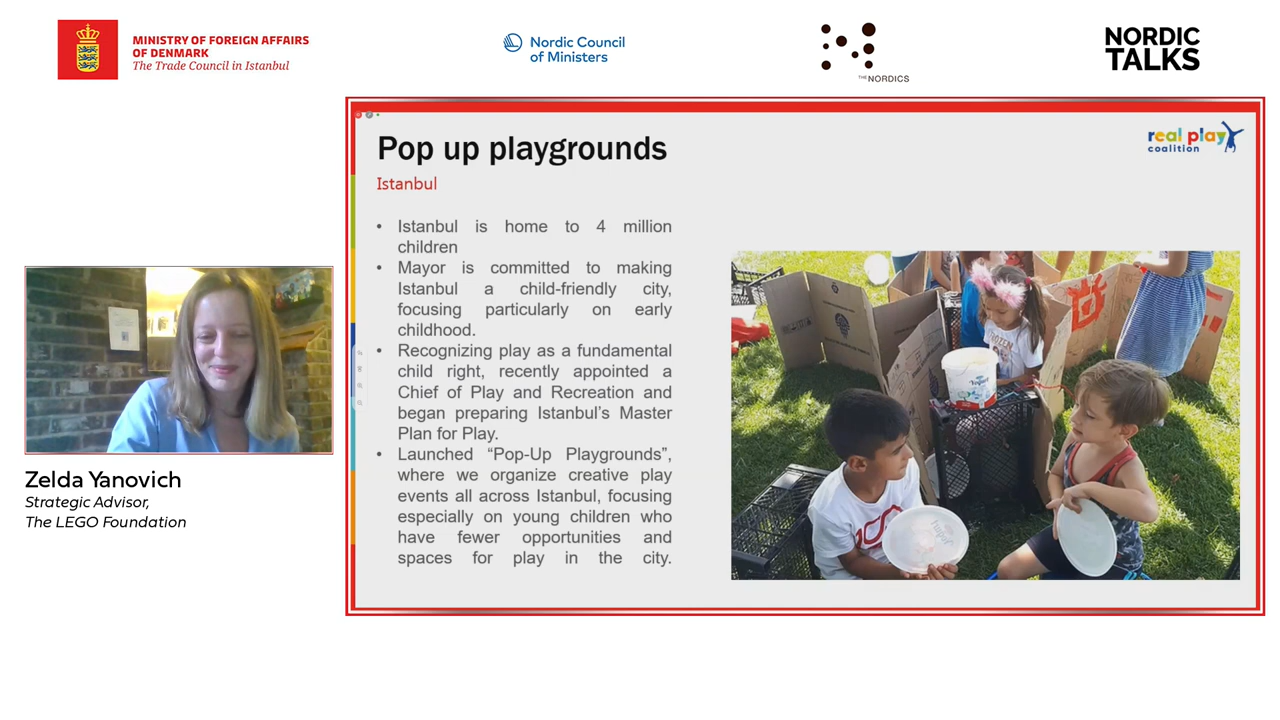 MINISTRY OF FOREIGN AFFAIRS
OF DENMARK
The Trade Council in Istanbul
Nordic Council
of Ministers
THE NORDICS
NORDIC
TALKS
Pop up playgrounds
real play
coalition
Istanbul
• Istanbul is home to 4 million
children
• Mayor is committed to making
Istanbul a child-friendly city,
focusing particularly on early
childhood.
• Recognizing play as a fundamental
child right, recently appointed a
Chief of Play and Recreation and
began preparing Istanbul's Master
Plan for Play.
• Launched “Pop-Up Playgrounds”,
where we organize creative play
events all across Istanbul, focusing
especially on young children who
have fewer opportunities and
spaces for play in the city.
FROZEN
Yoğurt
Zelda Yanovich
Strategic Advisor,
The LEGO Foundation